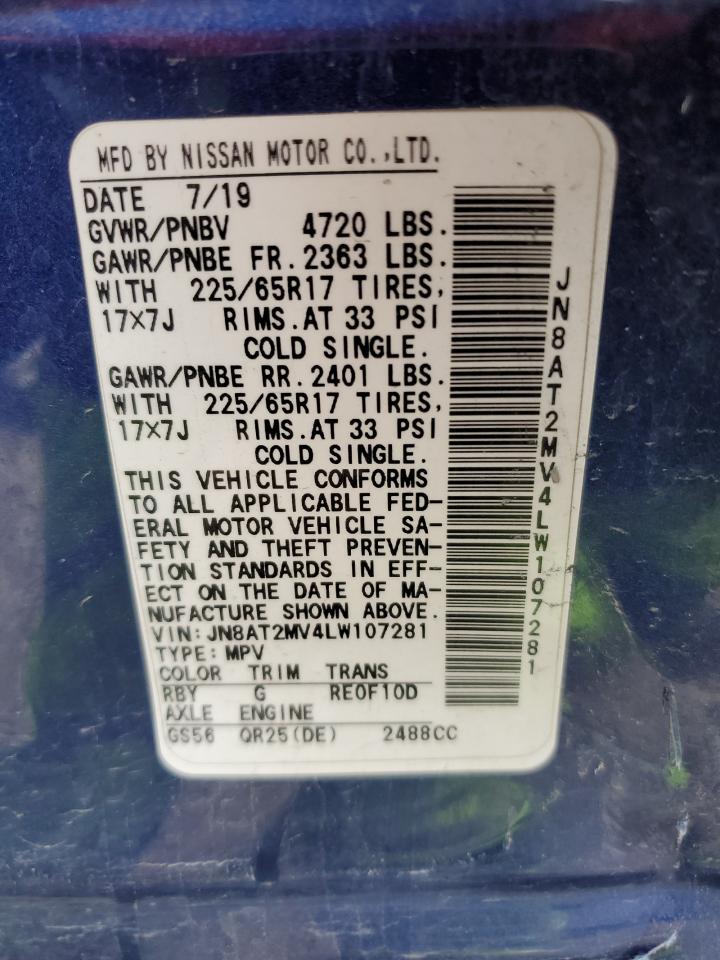 MFD BY NISSAN MOTOR CO.,LTD.
DATE 7/19
GVWR/PNBV 4720 LBS.
GAWR/PNBE FR.2363 LBS.
WITH 225/65R17 TIRES,
17X7J RIMS.AT 33 PSI
COLD SINGLE.
GAWR/PNBE RR.2401 LBS.
WITH 225/65R17 TIRES,
17X7J RIMS.AT 33 PSI
COLD SINGLE.
THIS VEHICLE CONFORMS
TO ALL APPLICABLE FED-
ERAL MOTOR VEHICLE SA-
FETY AND THEFT PREVEN-
TION STANDARDS IN EFF-
ECT ON THE DATE OF MA-
NUFACTURE SHOWN ABOVE.
VIN:JN8AT2MV4LW107281
TYPE:MPV
COLOR TRIM TRANS
RBY G RE0F10D
AXLE ENGINE
GS56 QR25(DE) 2488CC
JN8AT2MV4LW107281